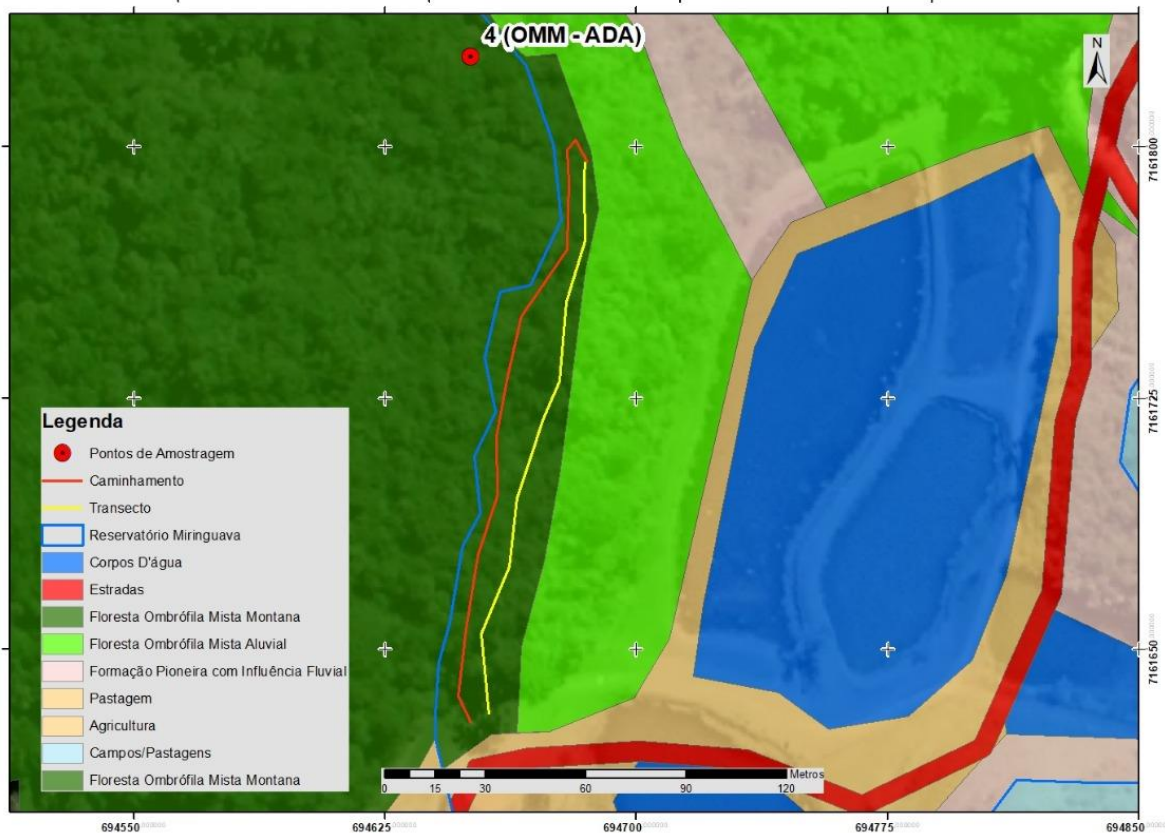 4 (OMM - ADA)
N
7161800
7161725
7161650
Legenda
Pontos de Amostragem
Caminhamento
Transecto
Reservatório Miringuava
Corpos D'água
Estradas
Floresta Ombrófila Mista Montana
Floresta Ombrófila Mista Aluvial
Formação Pioneira com Influência Fluvial
Pastagem
Agricultura
Campos/Pastagens
Floresta Ombrófila Mista Montana
Metros
0 15 30 60 90 120
694550 694625 694700 694775 694850